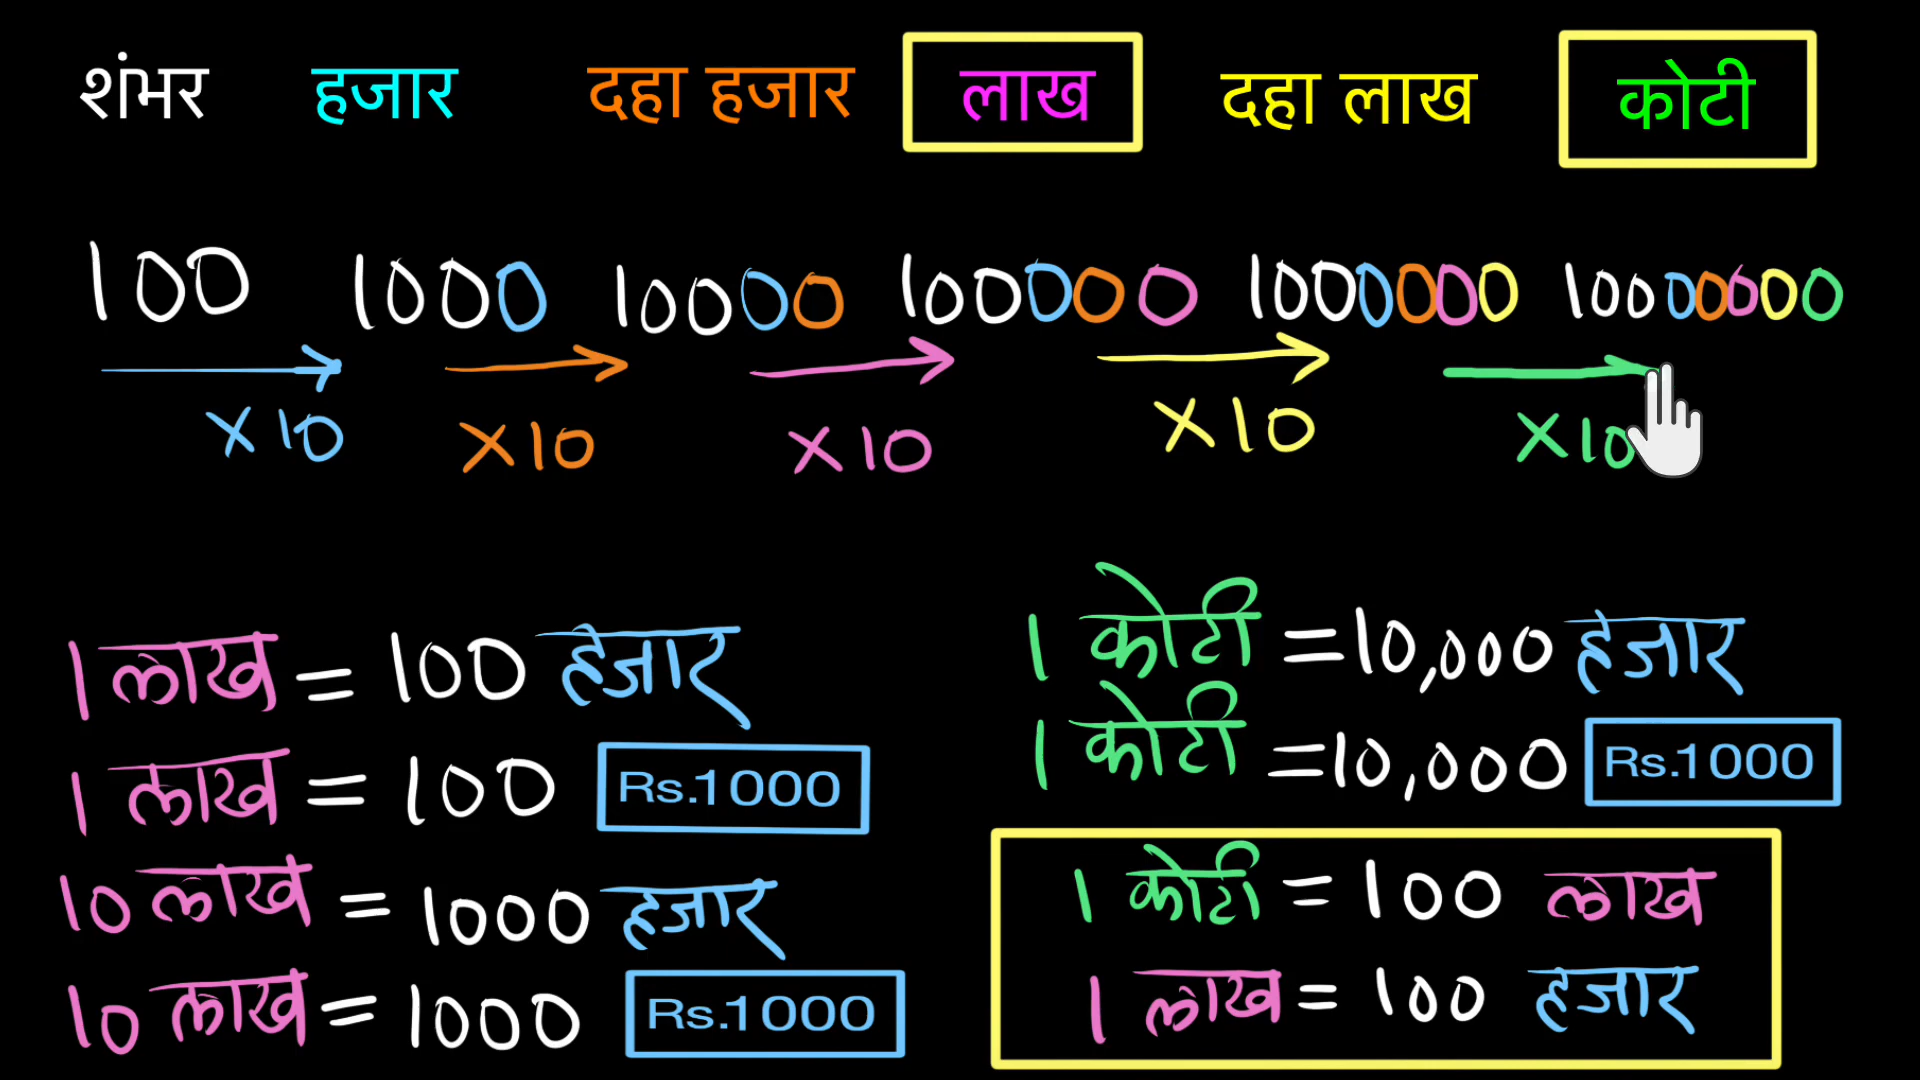 शंभर हजार दहा हजार लाख दहा लाख कोटी
100 1000 10000 100000 1000000 10000000
×10 ×10 ×10 ×10 ×10
1 लाख = 100 हजार
1 लाख = 100 Rs.1000
10 लाख = 1000 हजार
10 लाख = 1000 Rs.1000
1 कोटी = 10,000 हजार
1 कोटी = 10,000 Rs.1000
1 कोटी = 100 लाख
1 लाख = 100 हजार